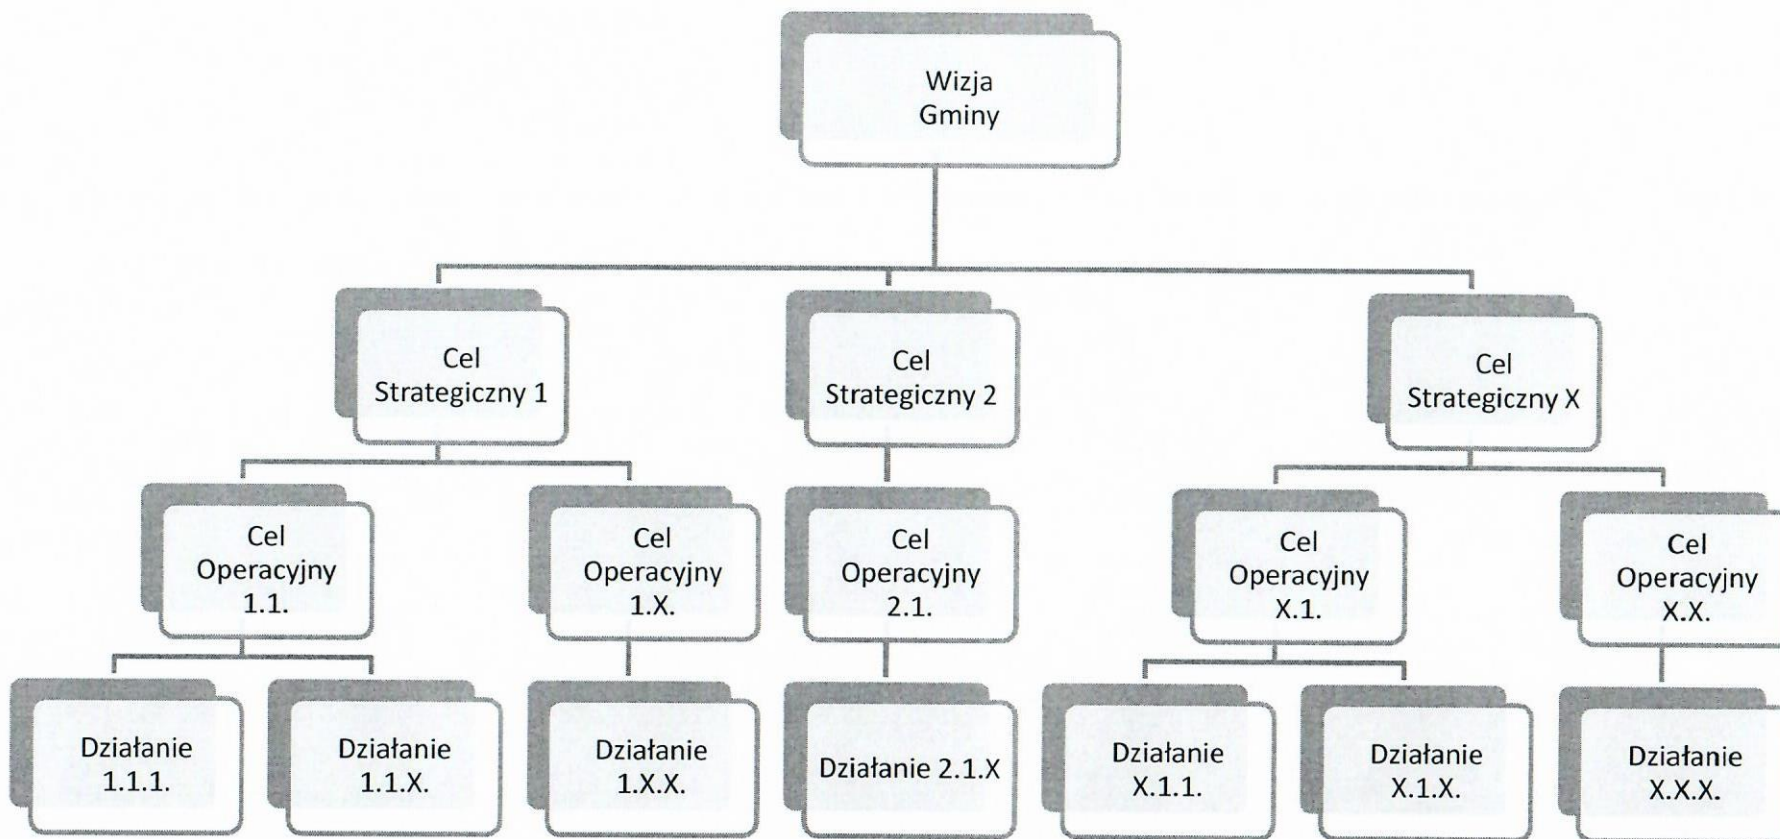 Wizja
Gminy
Cel
Strategiczny 1
Cel
Strategiczny 2
Cel
Strategiczny X
Cel
Operacyjny
1.1.
Cel
Operacyjny
1.X.
Cel
Operacyjny
2.1.
Cel
Operacyjny
X.1.
Cel
Operacyjny
X.X.
Działanie
1.1.1.
Działanie
1.1.X.
Działanie
1.X.X.
Działanie 2.1.X
Działanie
X.1.1.
Działanie
X.1.X.
Działanie
X.X.X.